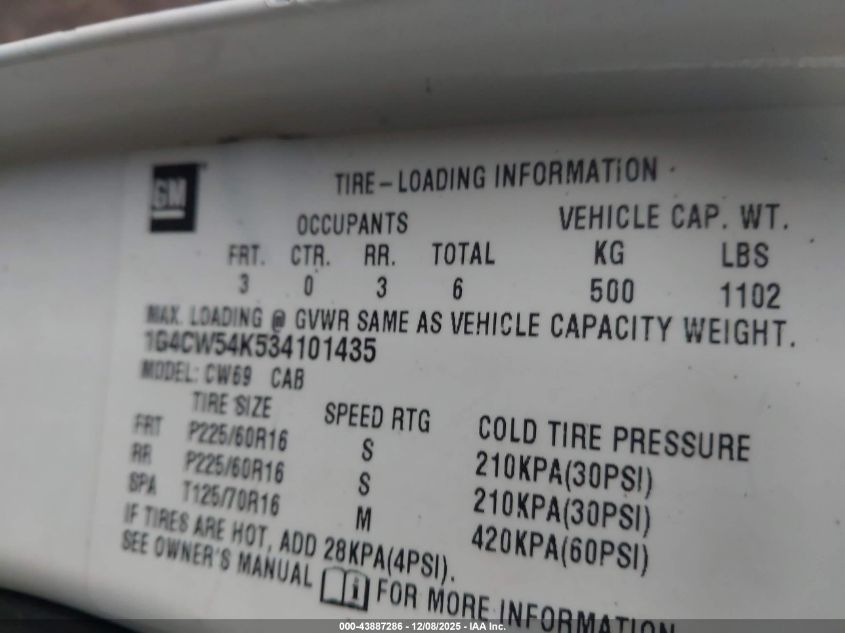 GM
TIRE-LOADING INFORMATION
OCCUPANTS VEHICLE CAP. WT.
FRT. CTR. RR. TOTAL KG LBS
3 0 3 6 500 1102
MAX. LOADING @ GVWR SAME AS VEHICLE CAPACITY WEIGHT.
1G4CW54K534101435
MODEL: CW69 CAB
TIRE SIZE SPEED RTG COLD TIRE PRESSURE
FRT P225/60R16 S 210KPA(30PSI)
RR P225/60R16 S 210KPA(30PSI)
SPA T125/70R16 M 420KPA(60PSI)
IF TIRES ARE HOT, ADD 28KPA(4PSI).
SEE OWNER'S MANUAL i FOR MORE INFORMATION
000-43887286 - 12/08/2025 - IAA Inc.